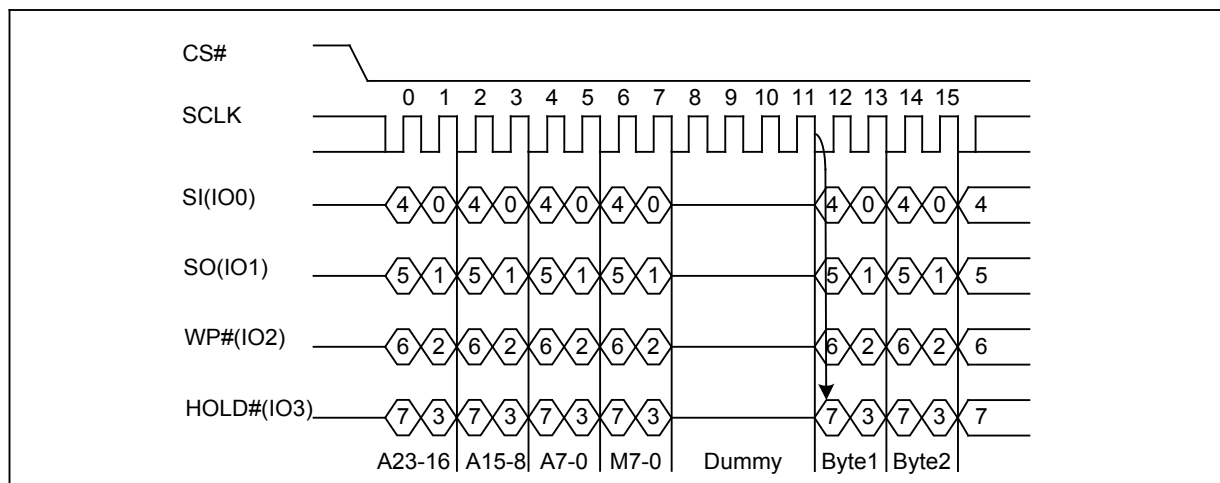 CS#
0 1 2 3 4 5 6 7 8 9 10 11 12 13 14 15
SCLK
SI(IO0) 4 0 4 0 4 0 4 0 4 0 4 0 4
SO(IO1) 5 1 5 1 5 1 5 1 5 1 5 1 5
WP#(IO2) 6 2 6 2 6 2 6 2 6 2 6 2 6
HOLD#(IO3) 7 3 7 3 7 3 7 3 7 3 7 3 7
A23-16 A15-8 A7-0 M7-0 Dummy Byte1 Byte2